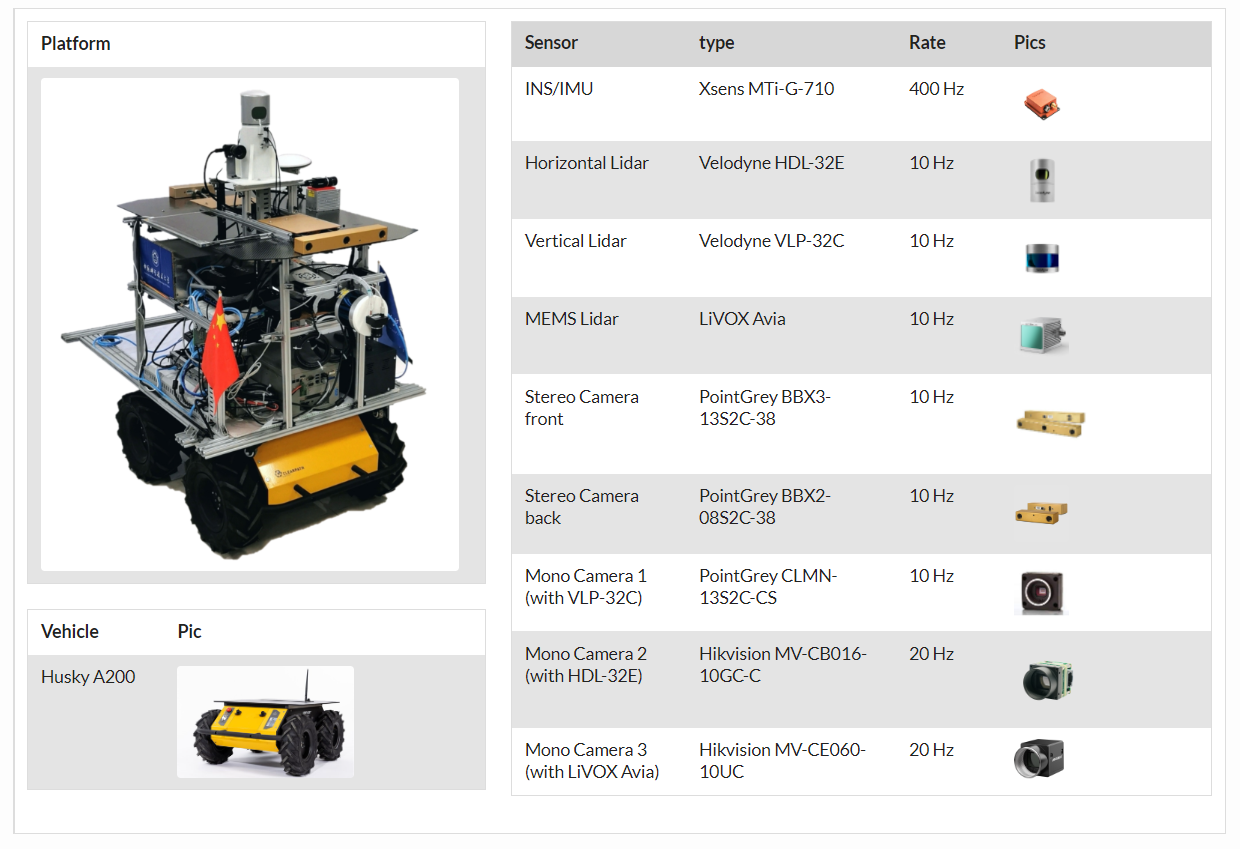 Platform
Vehicle Pic
Husky A200
Sensor type Rate Pics
INS/IMU Xsens MTi-G-710 400 Hz
Horizontal Lidar Velodyne HDL-32E 10 Hz
Vertical Lidar Velodyne VLP-32C 10 Hz
MEMS Lidar LiVOX Avia 10 Hz
Stereo Camera PointGrey BBX3- 10 Hz
front 13S2C-38
Stereo Camera PointGrey BBX2- 10 Hz
back 08S2C-38
Mono Camera 1 PointGrey CLMN- 10 Hz
(with VLP-32C) 13S2C-CS
Mono Camera 2 Hikvision MV-CB016- 20 Hz
(with HDL-32E) 10GC-C
Mono Camera 3 Hikvision MV-CE060- 20 Hz
(with LiVOX Avia) 10UC